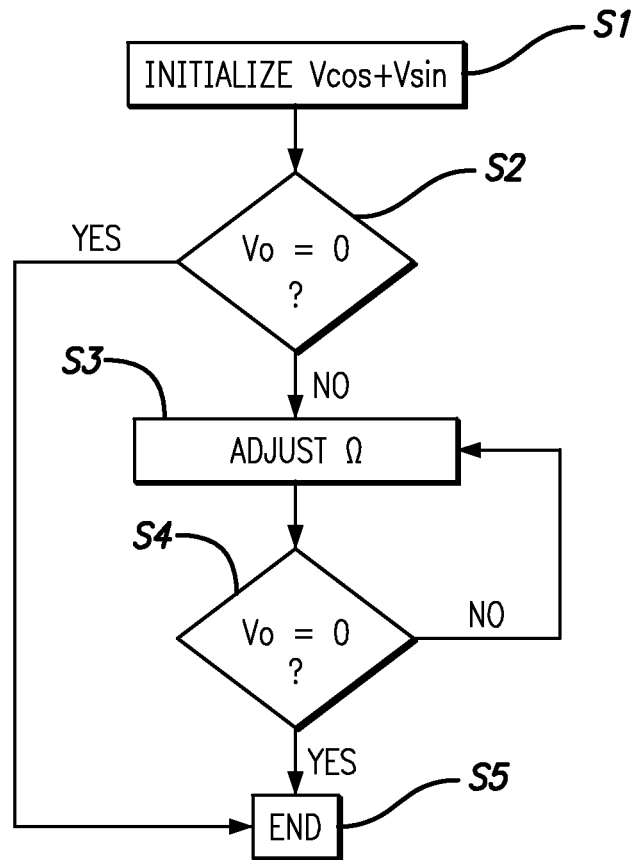 S1
INITIALIZE Vcos+Vsin
S2
YES
Vo = 0
?
S3
NO
ADJUST Ω
S4
Vo = 0
?
NO
YES
S5
END